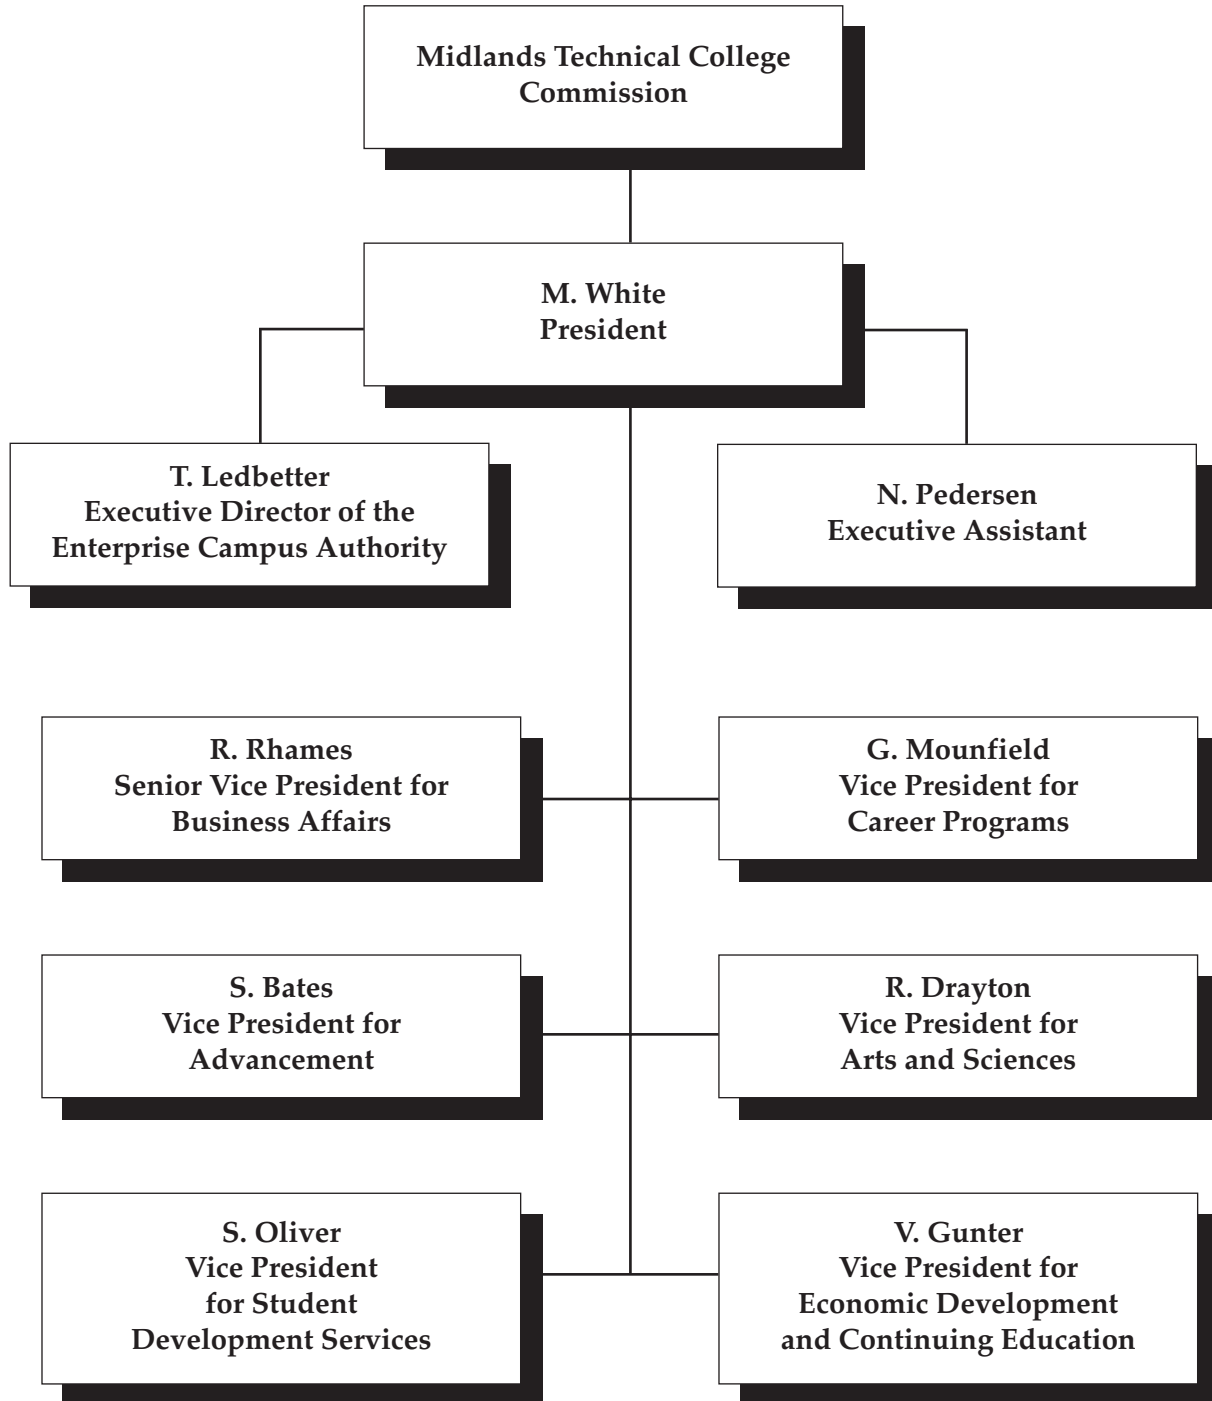 Midlands Technical College
Commission
M. White
President
T. Ledbetter
Executive Director of the
Enterprise Campus Authority
N. Pedersen
Executive Assistant
R. Rhames
Senior Vice President for
Business Affairs
G. Mounfield
Vice President for
Career Programs
S. Bates
Vice President for
Advancement
R. Drayton
Vice President for
Arts and Sciences
S. Oliver
Vice President
for Student
Development Services
V. Gunter
Vice President for
Economic Development
and Continuing Education